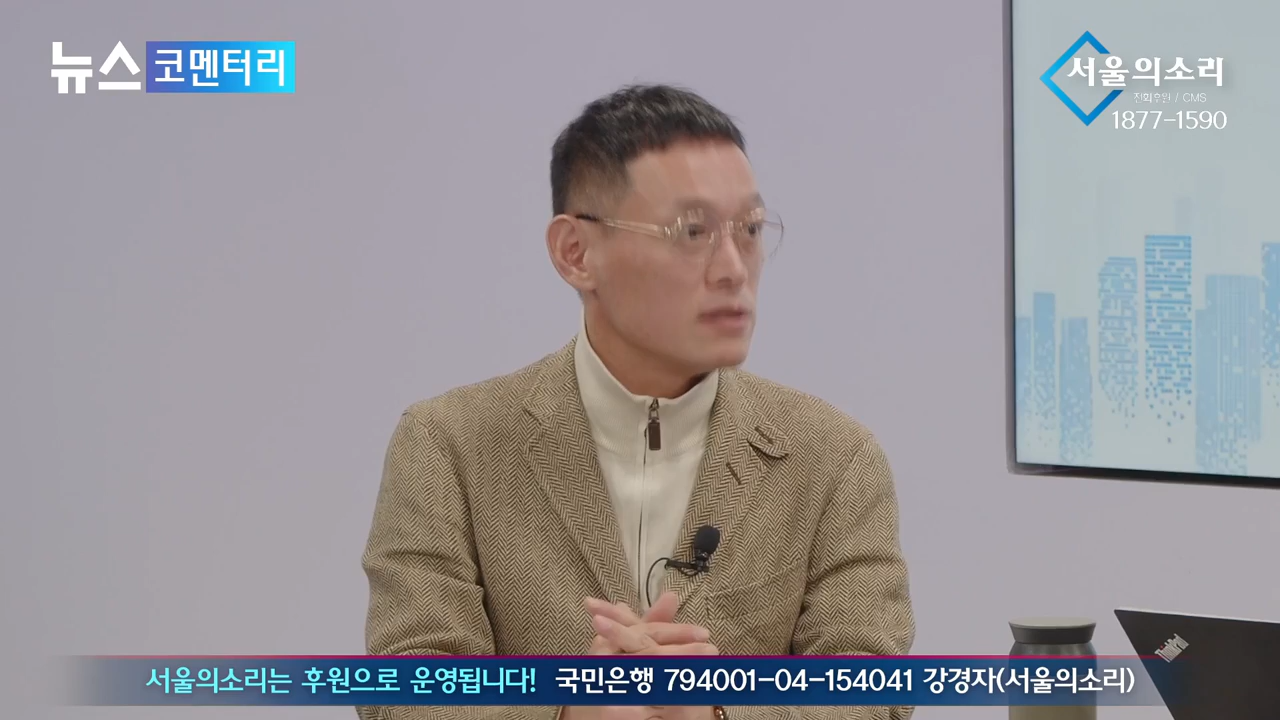 뉴스 코멘터리
서울의소리
전화후원 / CMS
1877-1590
ThinkPad
서울의소리는 후원으로 운영됩니다! 국민은행 794001-04-154041 강경자(서울의소리)